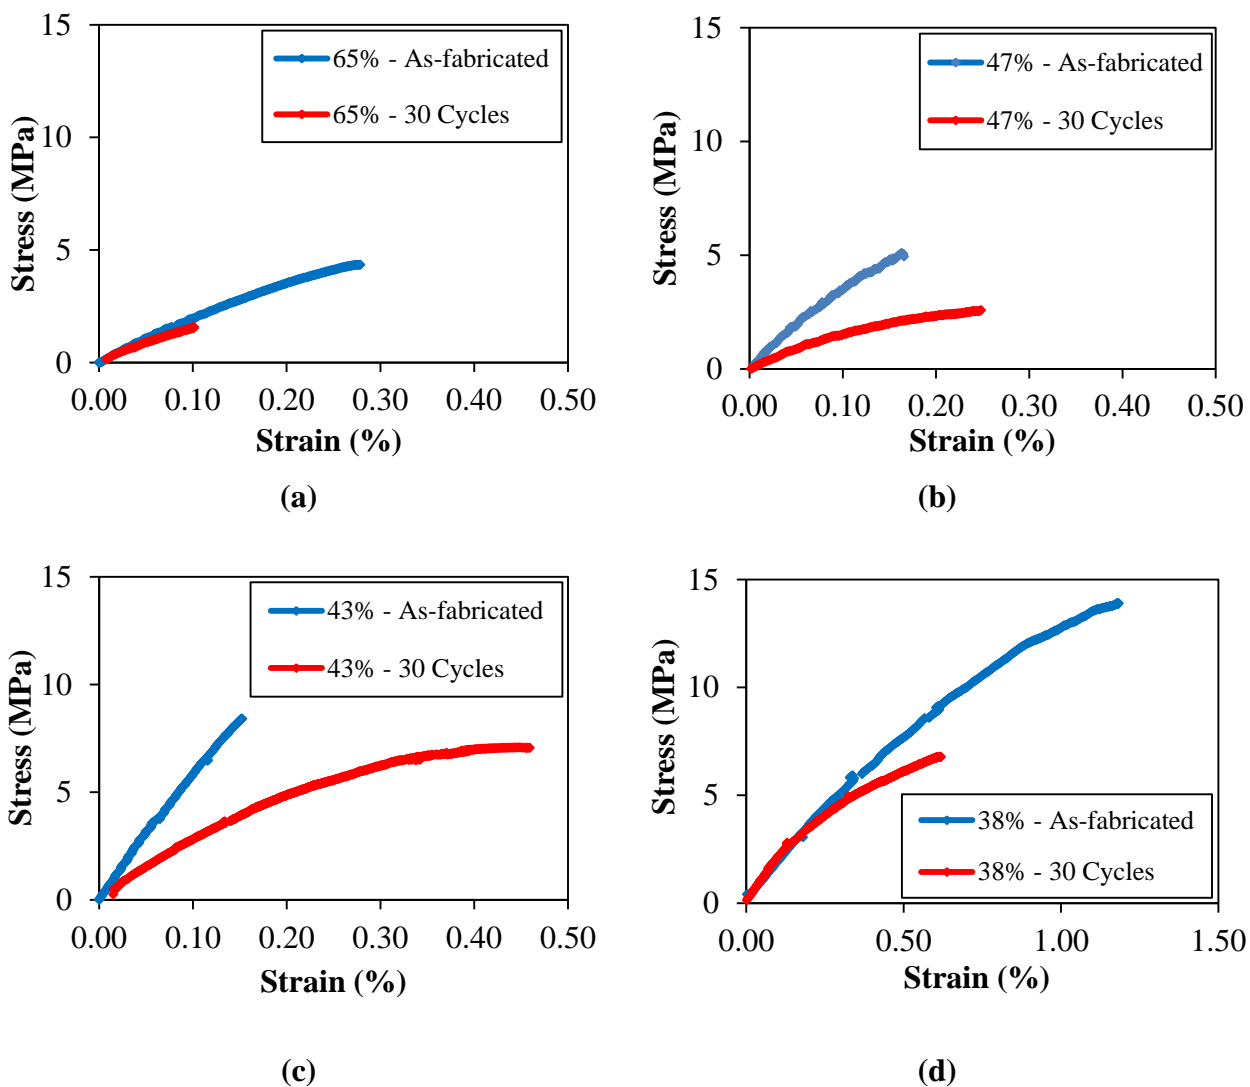 15
10
5
0
Stress (MPa)
65% - As-fabricated
65% - 30 Cycles
0.00 0.10 0.20 0.30 0.40 0.50
Strain (%)
(a)
15
10
5
0
Stress (MPa)
47% - As-fabricated
47% - 30 Cycles
0.00 0.10 0.20 0.30 0.40 0.50
Strain (%)
(b)
15
10
5
0
Stress (MPa)
43% - As-fabricated
43% - 30 Cycles
0.00 0.10 0.20 0.30 0.40 0.50
Strain (%)
(c)
15
10
5
0
Stress (MPa)
38% - As-fabricated
38% - 30 Cycles
0.00 0.50 1.00 1.50
Strain (%)
(d)